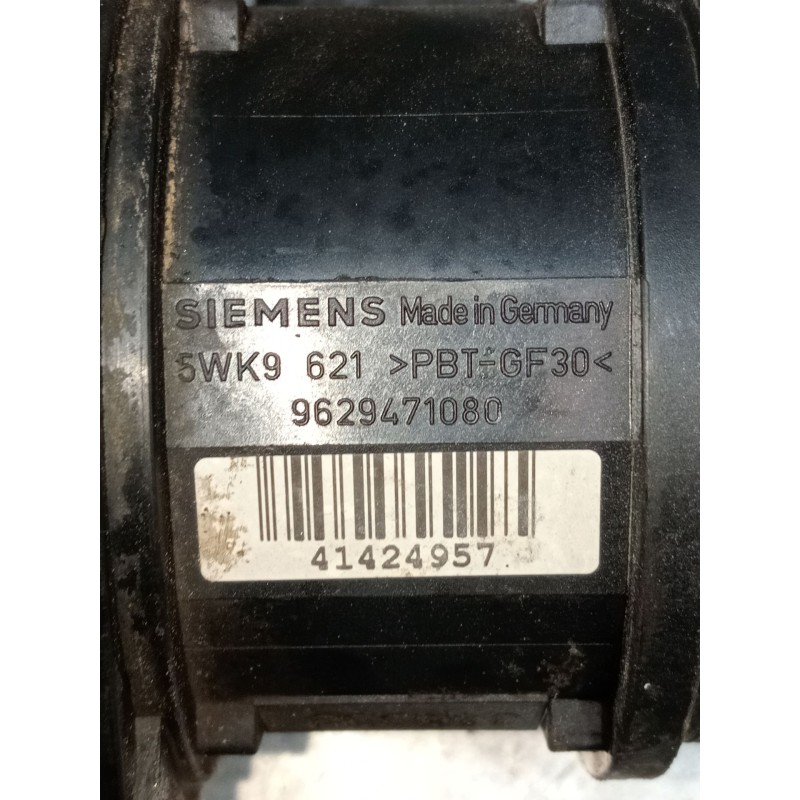 SIEMENS Made in Germany
5WK9 621 >PBT-GF30<
9629471080
41424957